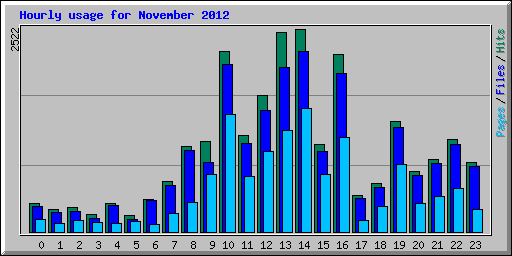 Hourly usage for November 2012
2522
Pages/Files/Hits
0 1 2 3 4 5 6 7 8 9 10 11 12 13 14 15 16 17 18 19 20 21 22 23